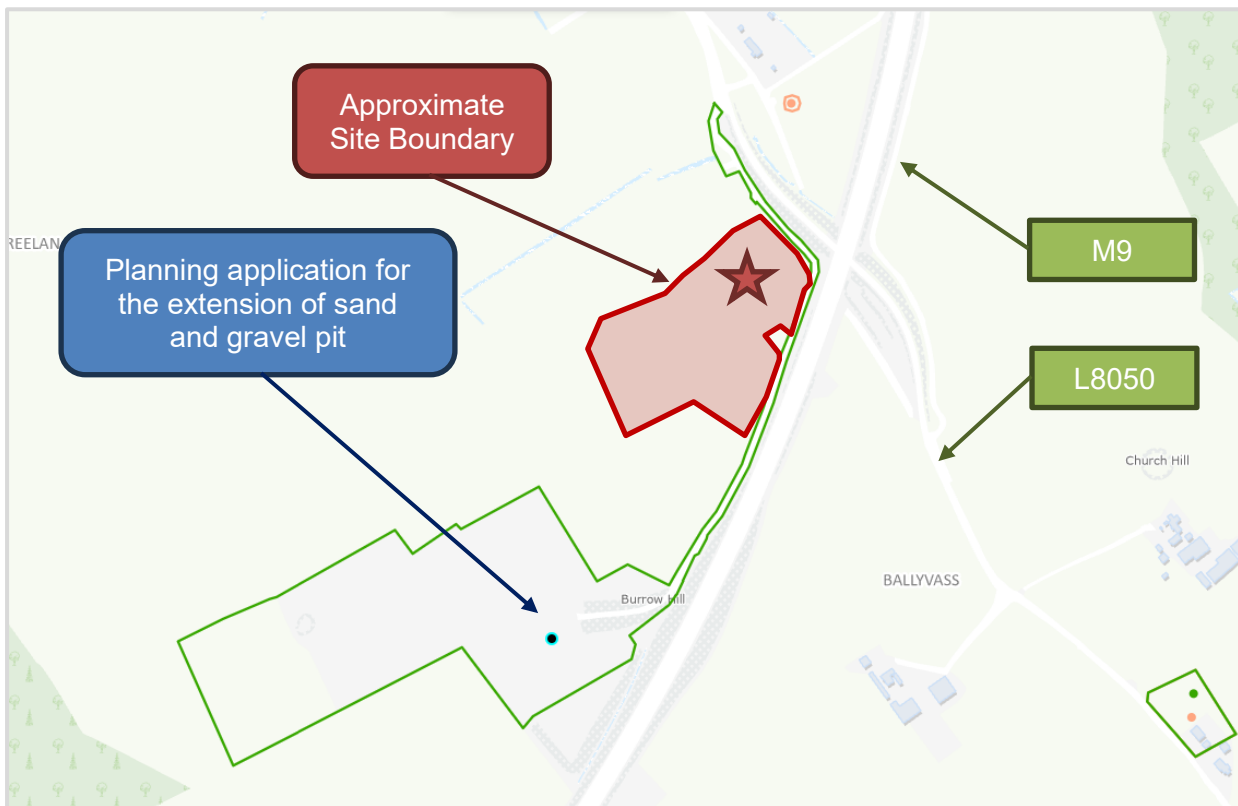 Approximate
Site Boundary
REELAN
Planning application for
the extension of sand
and gravel pit
M9
L8050
Church Hill
BALLYVASS
Burrow Hill